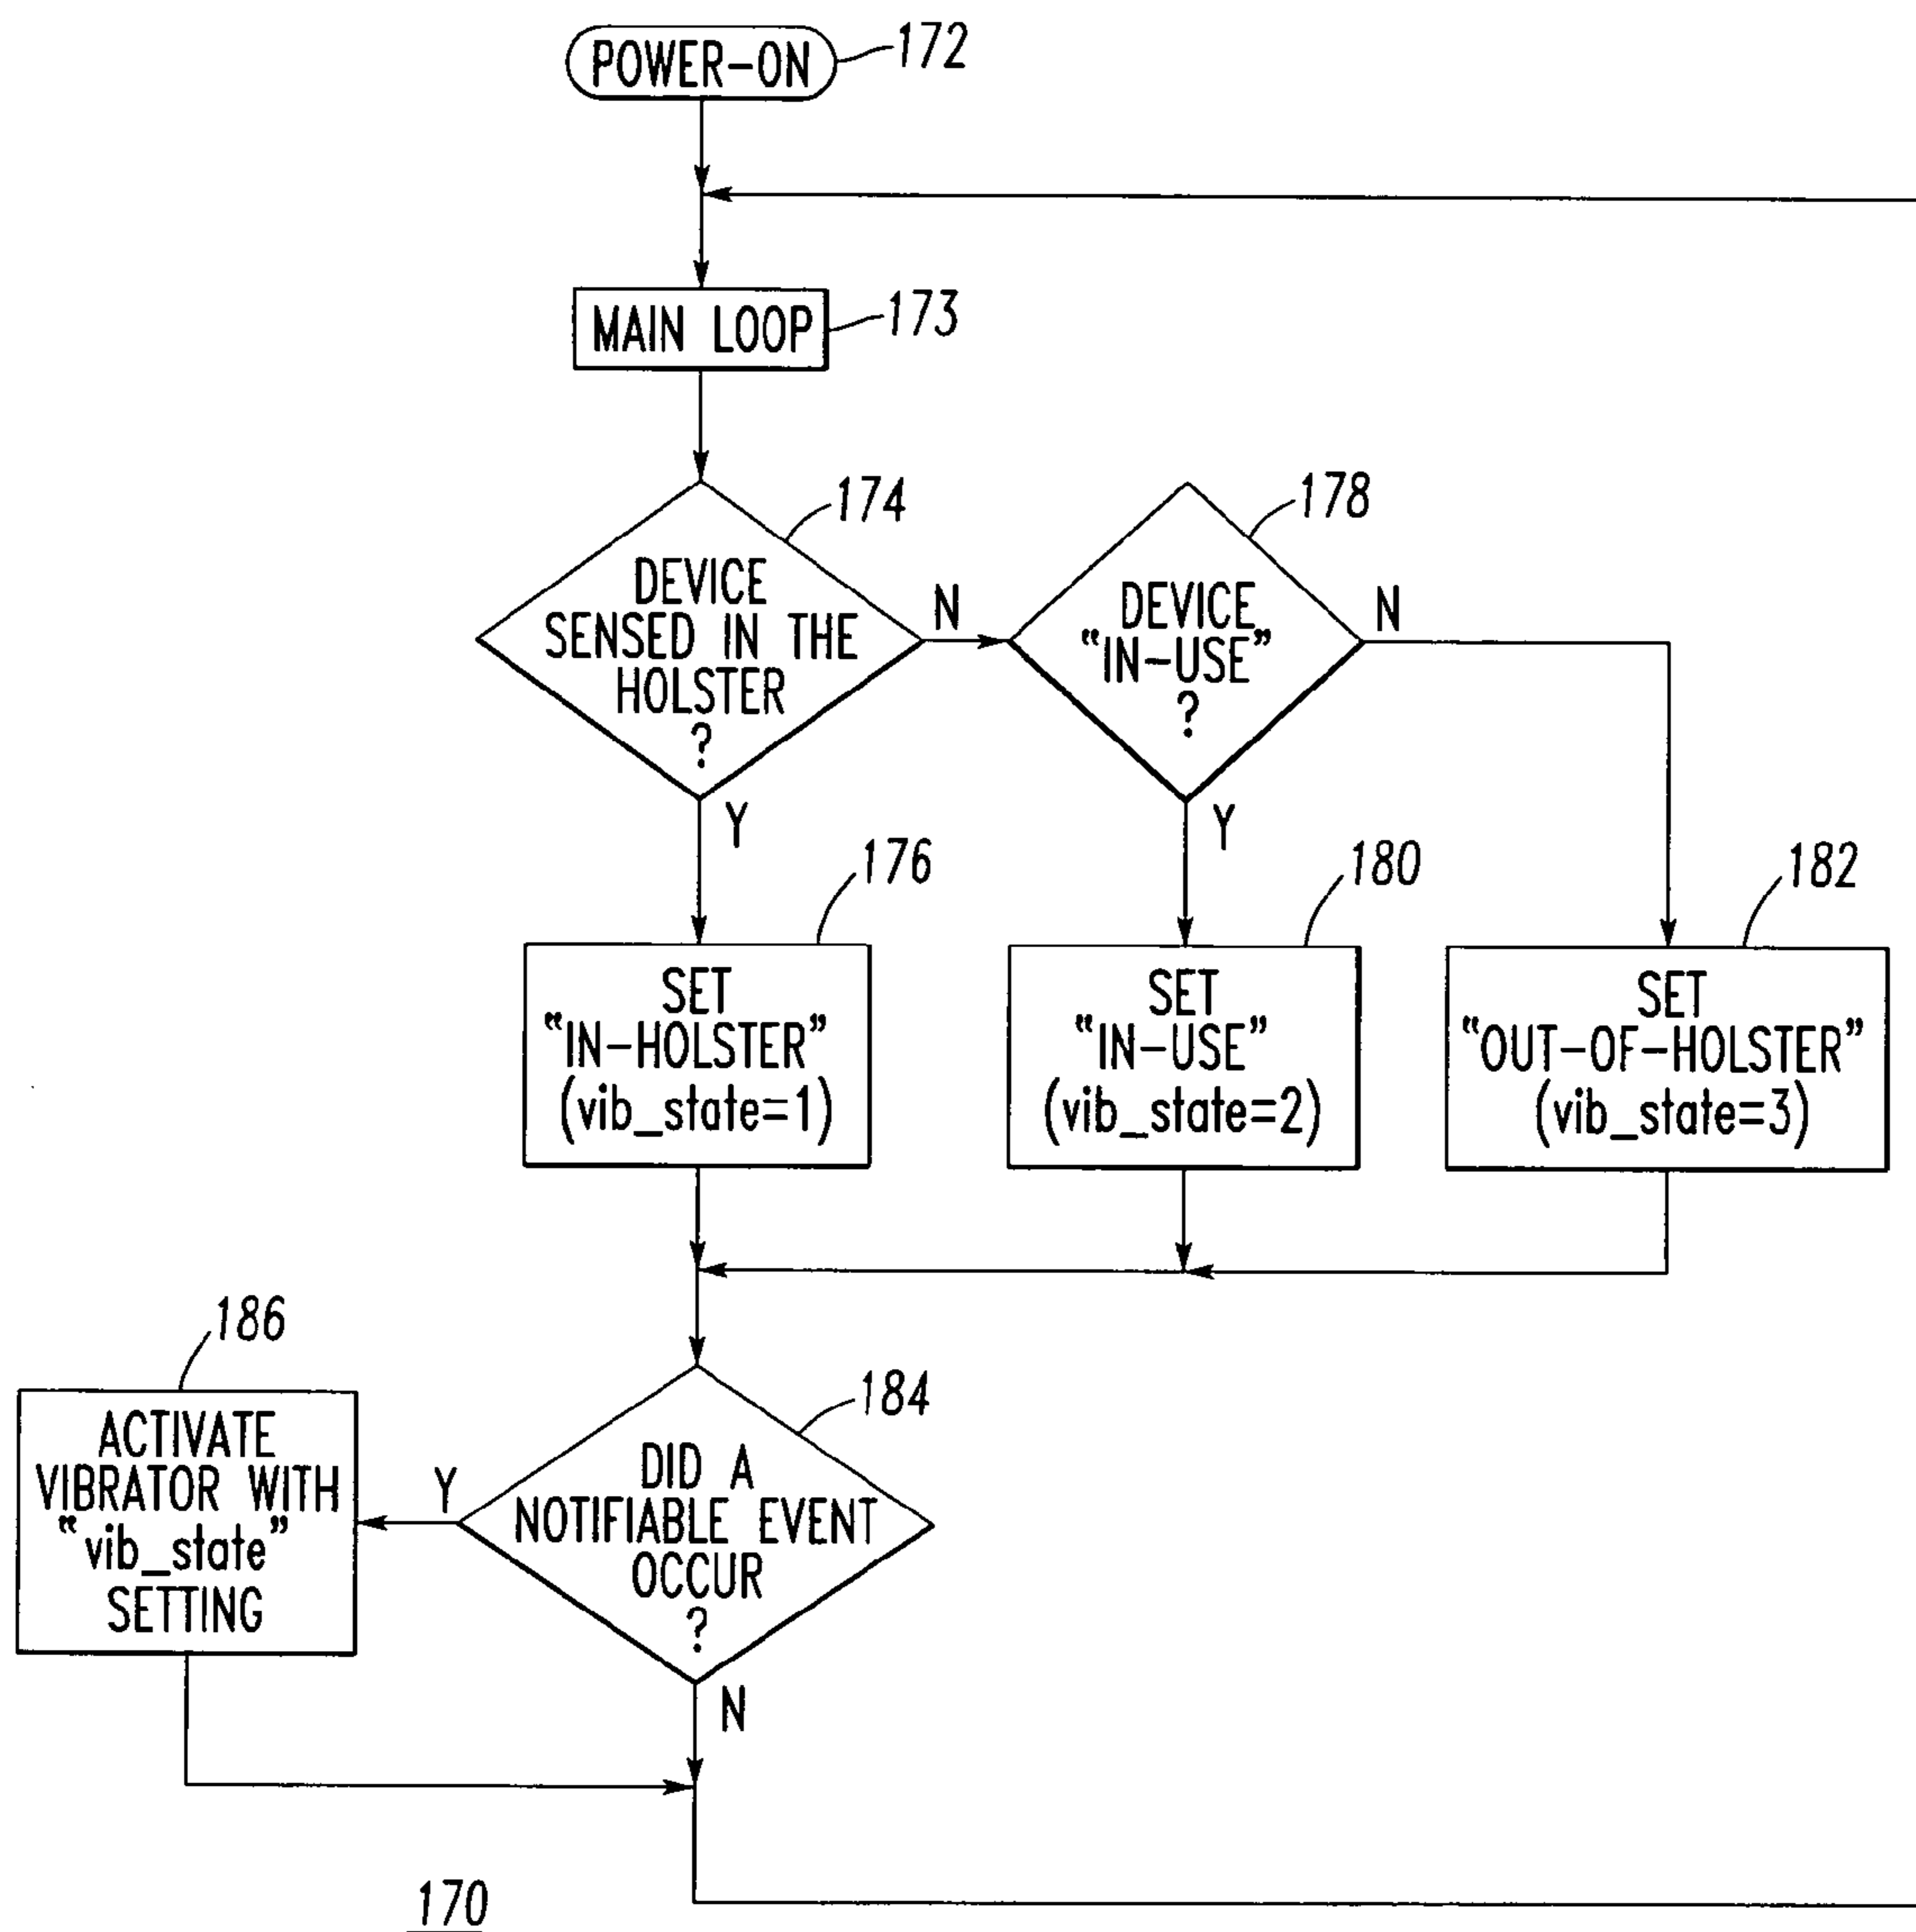 POWER-ON
172
MAIN LOOP
173
174
DEVICE
SENSED IN THE
HOLSTER
?
N
Y
178
DEVICE
“IN-USE”
?
N
Y
176
SET
“IN-HOLSTER”
(vib_state=1)
180
SET
“IN-USE”
(vib_state=2)
182
SET
“OUT-OF-HOLSTER”
(vib_state=3)
184
DID A
NOTIFIABLE EVENT
OCCUR
?
Y
N
186
ACTIVATE
VIBRATOR WITH
“vib_state”
SETTING
170